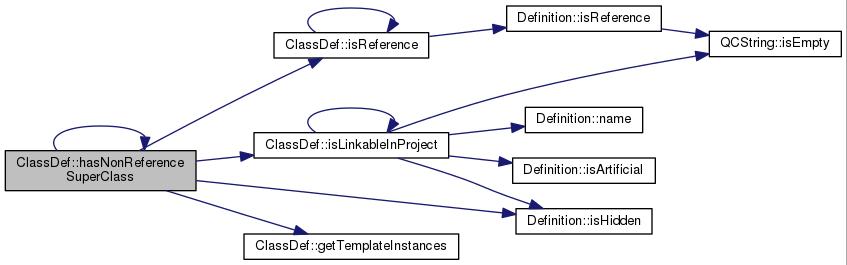 ClassDef::hasNonReference
SuperClass
ClassDef::isReference
Definition::isReference
QCString::isEmpty
ClassDef::isLinkableInProject
Definition::name
Definition::isArtificial
Definition::isHidden
ClassDef::getTemplateInstances